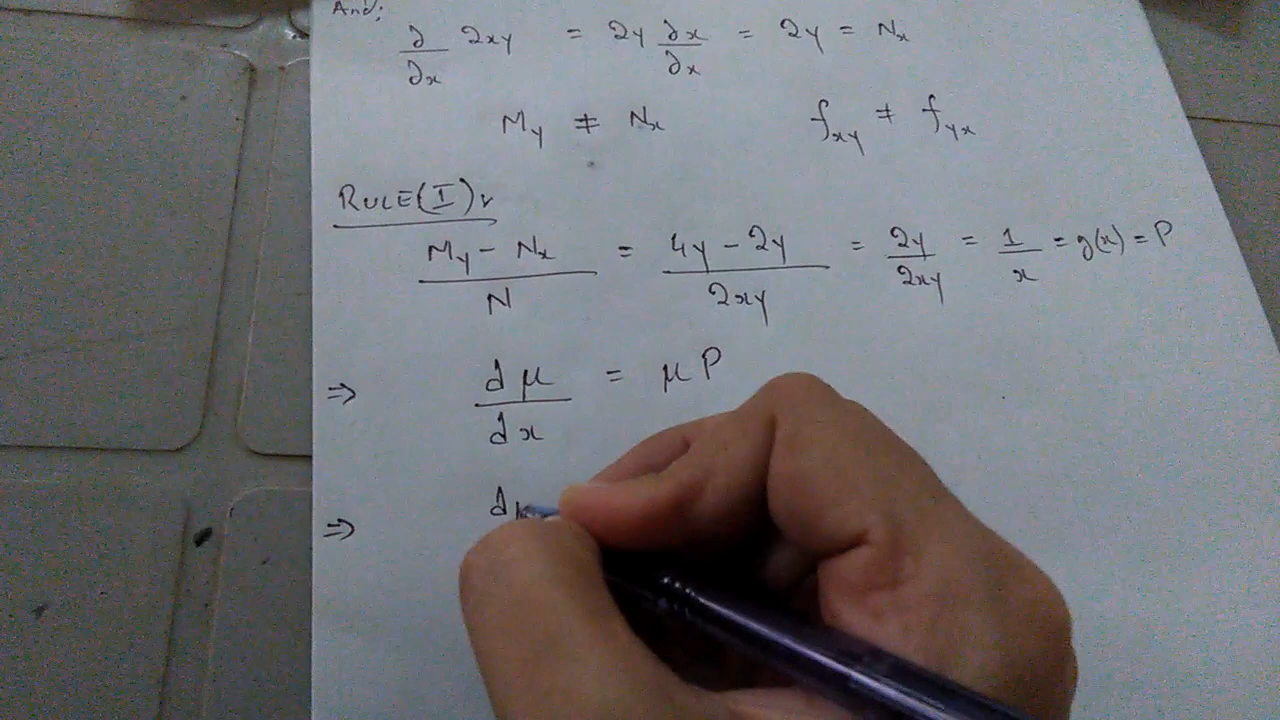 And;
∂/∂x 2xy = 2y ∂x/∂x = 2y = Nx
My ≠ Nx fxy ≠ fyx
RULE(I),
My - Nx / N = 4y - 2y / 2xy = 2y / 2xy = 1 / x = g(x) = P
⇒ dμ / dx = μ P
⇒ dμ